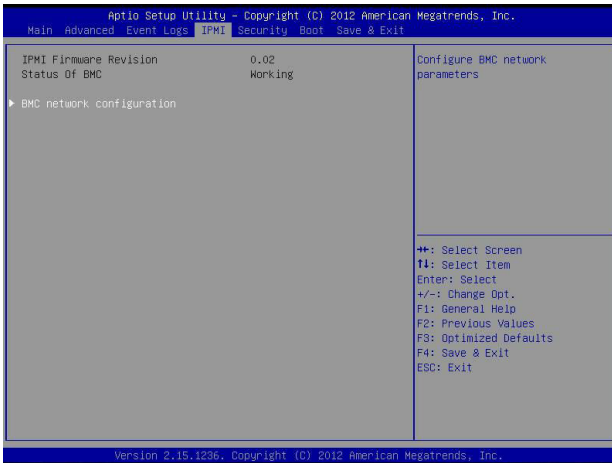 Aptio Setup Utility – Copyright (C) 2012 American Megatrends, Inc.
Main Advanced Event Logs IPMI Security Boot Save & Exit
IPMI Firmware Revision 0.02
Status Of BMC Working
▶ BMC network configuration
Configure BMC network
parameters
→←: Select Screen
↑↓: Select Item
Enter: Select
+/-: Change Opt.
F1: General Help
F2: Previous Values
F3: Optimized Defaults
F4: Save & Exit
ESC: Exit
Version 2.15.1236. Copyright (C) 2012 American Megatrends, Inc.